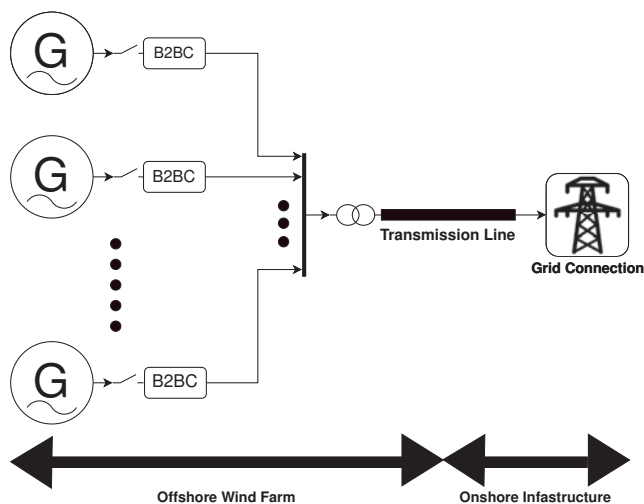 G
B2BC
G
B2BC
Transmission Line
Grid Connection
G
B2BC
Offshore Wind Farm
Onshore Infastructure